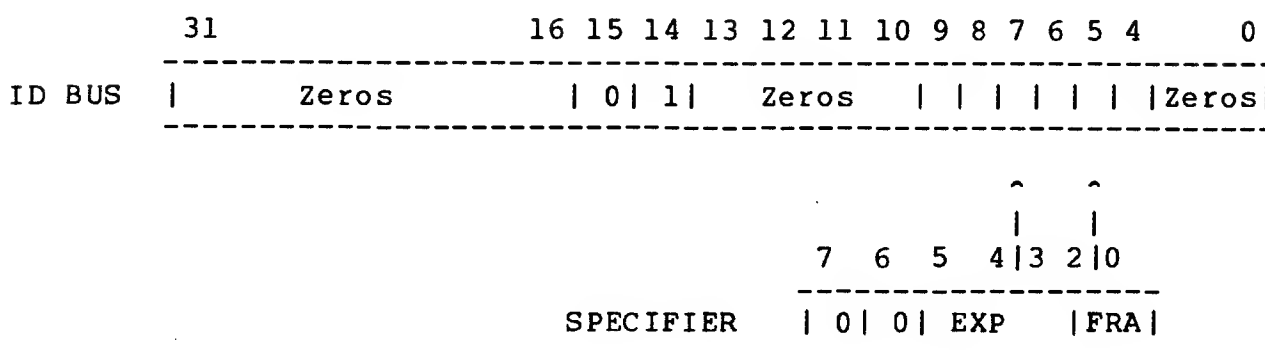 31 16 15 14 13 12 11 10 9 8 7 6 5 4 0
ID BUS | Zeros | 0| 1| Zeros | | | | | | |Zeros|
7 6 5 4|3 2|0
SPECIFIER | 0| 0| EXP |FRA|